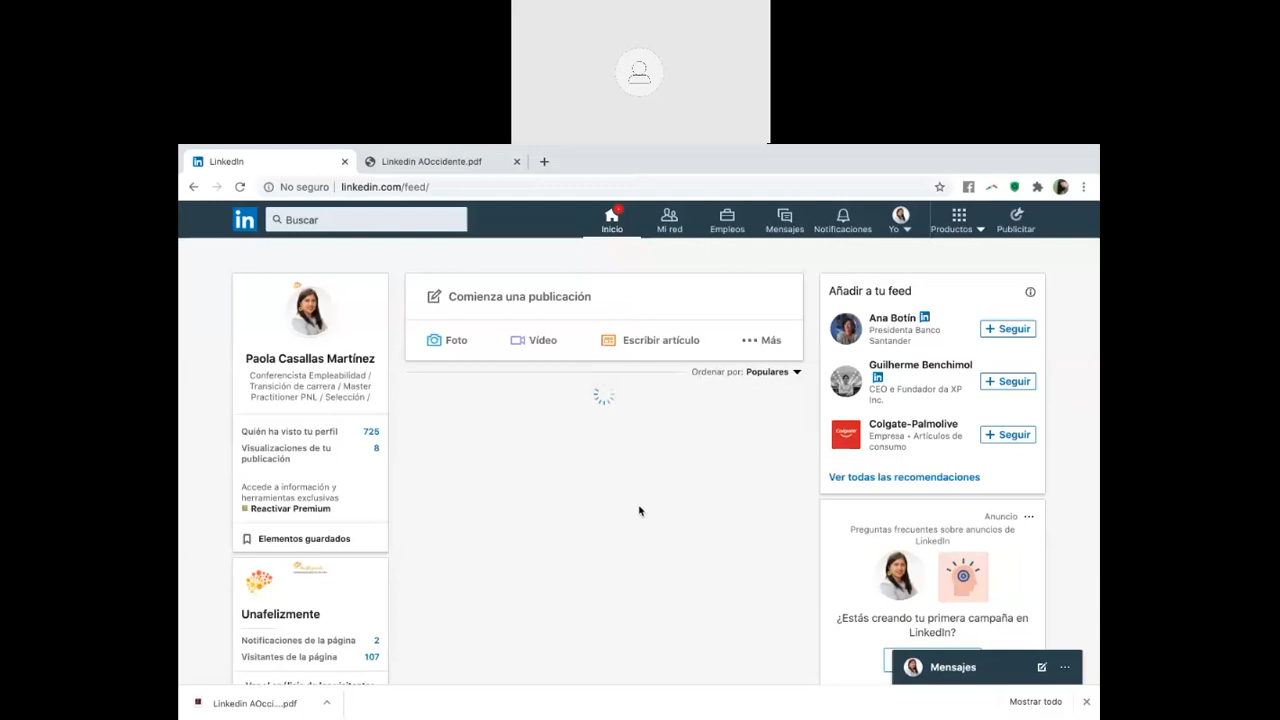 LinkedIn
Linkedin AOccidente.pdf
No seguro
linkedin.com/feed/
in
Buscar
Inicio
Mi red
Empleos
Mensajes
Notificaciones
Yo
Productos
Publicitar
Paola Casallas Martínez
Conferencista Empleabilidad /
Transición de carrera / Master
Practitioner PNL / Selección /
Quién ha visto tu perfil 725
Visualizaciones de tu 8
publicación
Accede a información y
herramientas exclusivas
Reactivar Premium
Elementos guardados
Unafelizmente
Notificaciones de la página 2
Visitantes de la página 107
Comienza una publicación
Foto
Vídeo
Escribir artículo
Más
Ordenar por: Populares
Añadir a tu feed
Ana Botín in
Presidenta Banco
Santander
+ Seguir
Guilherme Benchimol
in
CEO e Fundador da XP
Inc.
+ Seguir
Colgate-Palmolive
Empresa • Artículos de
consumo
+ Seguir
Ver todas las recomendaciones
Anuncio
Preguntas frecuentes sobre anuncios de
LinkedIn
¿Estás creando tu primera campaña en
LinkedIn?
Mensajes
Linkedin AOcci....pdf
Mostrar todo